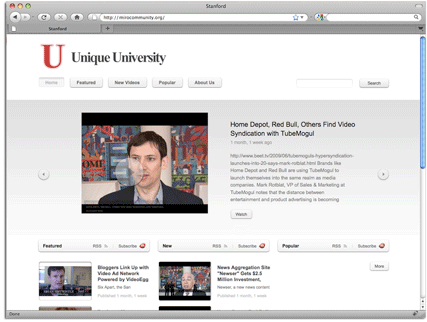 Stanford
http://mirocommunity.org/
Stanford
U Unique University
Home Featured New Videos Popular About Us Search
Home Depot, Red Bull, Others Find Video
Syndication with TubeMogul
1 month, 1 week ago
http://www.beet.tv/2009/06/tubemoguls-hypersyndication-
launches-into-20-says-mark-rotblat.html Brands like
Home Depot and Red Bull are using TubeMogul to
launch themselves into the same realm as media
companies, Mark Rotblat, VP of Sales & Marketing at
TubeMogul notes that the distance between
entertainment and product advertising is becoming
Watch
Featured RSS Subscribe New RSS Subscribe Popular RSS Subscribe
Bloggers Link Up with
Video Ad Network
Powered by VideoEgg
Six Apart, the San
Published 1 month, 1 week
News Aggregation Site
"Newser" Gets $2.5
Million Investment,
Newser, a new news content
Published 1 month, 1 week
More
Done